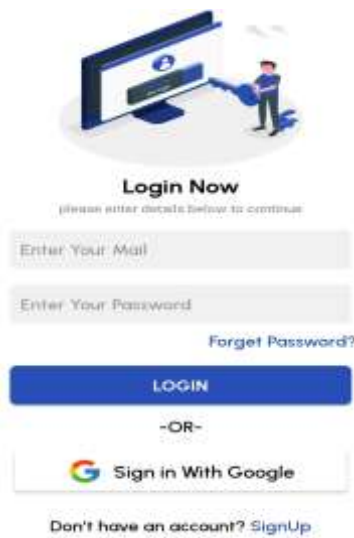 Login Now
please enter details below to continue
Enter Your Mail
Enter Your Password
Forget Password?
LOGIN
-OR-
Sign in With Google
Don't have an account? SignUp